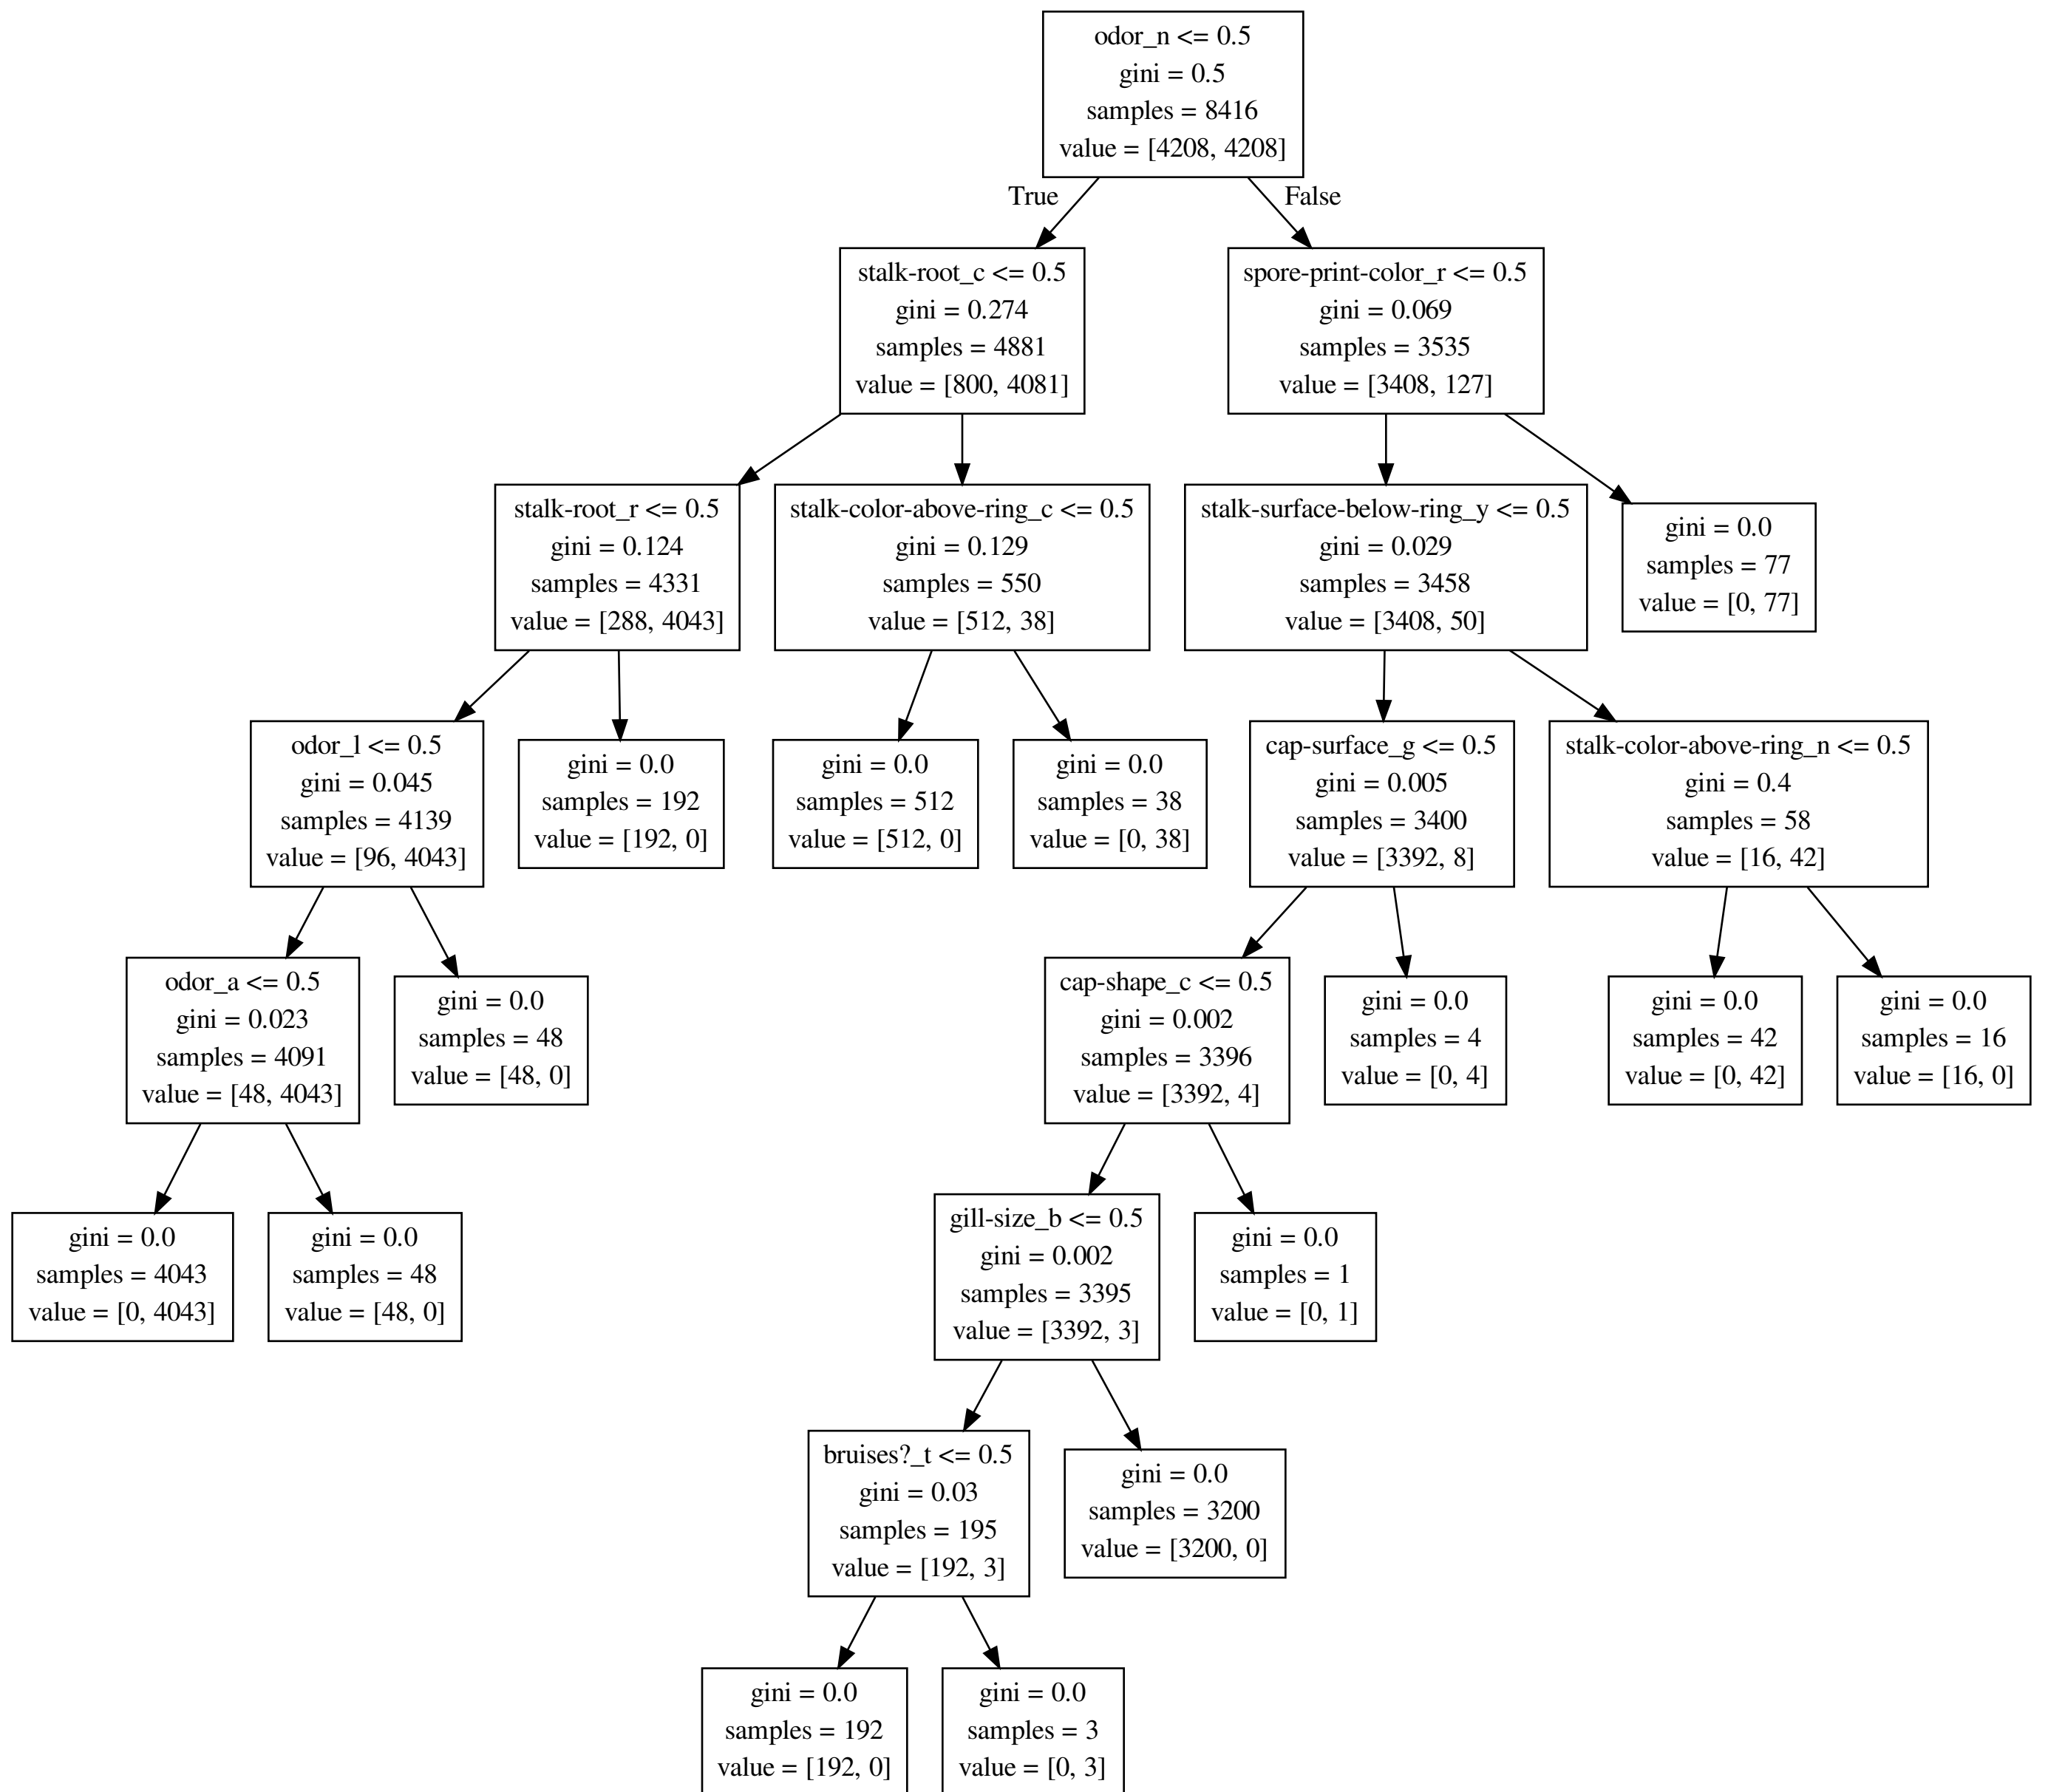 odor_n <= 0.5
gini = 0.5
samples = 8416
value = [4208, 4208]
True
False
stalk-root_c <= 0.5
gini = 0.274
samples = 4881
value = [800, 4081]
spore-print-color_r <= 0.5
gini = 0.069
samples = 3535
value = [3408, 127]
stalk-root_r <= 0.5
gini = 0.124
samples = 4331
value = [288, 4043]
stalk-color-above-ring_c <= 0.5
gini = 0.129
samples = 550
value = [512, 38]
stalk-surface-below-ring_y <= 0.5
gini = 0.029
samples = 3458
value = [3408, 50]
gini = 0.0
samples = 77
value = [0, 77]
odor_l <= 0.5
gini = 0.045
samples = 4139
value = [96, 4043]
gini = 0.0
samples = 192
value = [192, 0]
gini = 0.0
samples = 512
value = [512, 0]
gini = 0.0
samples = 38
value = [0, 38]
cap-surface_g <= 0.5
gini = 0.005
samples = 3400
value = [3392, 8]
stalk-color-above-ring_n <= 0.5
gini = 0.4
samples = 58
value = [16, 42]
odor_a <= 0.5
gini = 0.023
samples = 4091
value = [48, 4043]
gini = 0.0
samples = 48
value = [48, 0]
cap-shape_c <= 0.5
gini = 0.002
samples = 3396
value = [3392, 4]
gini = 0.0
samples = 4
value = [0, 4]
gini = 0.0
samples = 42
value = [0, 42]
gini = 0.0
samples = 16
value = [16, 0]
gini = 0.0
samples = 4043
value = [0, 4043]
gini = 0.0
samples = 48
value = [48, 0]
gill-size_b <= 0.5
gini = 0.002
samples = 3395
value = [3392, 3]
gini = 0.0
samples = 1
value = [0, 1]
bruises?_t <= 0.5
gini = 0.03
samples = 195
value = [192, 3]
gini = 0.0
samples = 3200
value = [3200, 0]
gini = 0.0
samples = 192
value = [192, 0]
gini = 0.0
samples = 3
value = [0, 3]